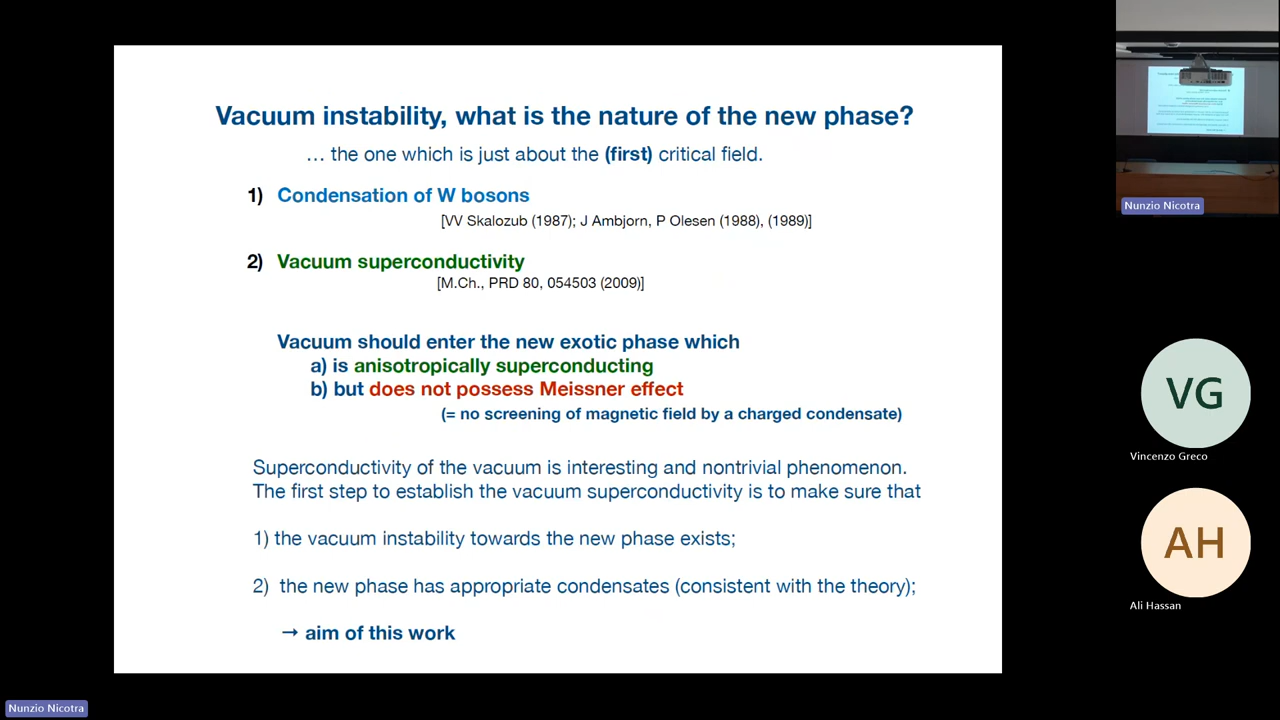 Vacuum instability, what is the nature of the new phase?
… the one which is just about the (first) critical field.
1) Condensation of W bosons
[VV Skalozub (1987); J Ambjorn, P Olesen (1988), (1989)]
2) Vacuum superconductivity
[M.Ch., PRD 80, 054503 (2009)]
Vacuum should enter the new exotic phase which
a) is anisotropically superconducting
b) but does not possess Meissner effect
(= no screening of magnetic field by a charged condensate)
Superconductivity of the vacuum is interesting and nontrivial phenomenon.
The first step to establish the vacuum superconductivity is to make sure that
1) the vacuum instability towards the new phase exists;
2) the new phase has appropriate condensates (consistent with the theory);
→ aim of this work
Nunzio Nicotra
VG
Vincenzo Greco
AH
Ali Hassan
Nunzio Nicotra